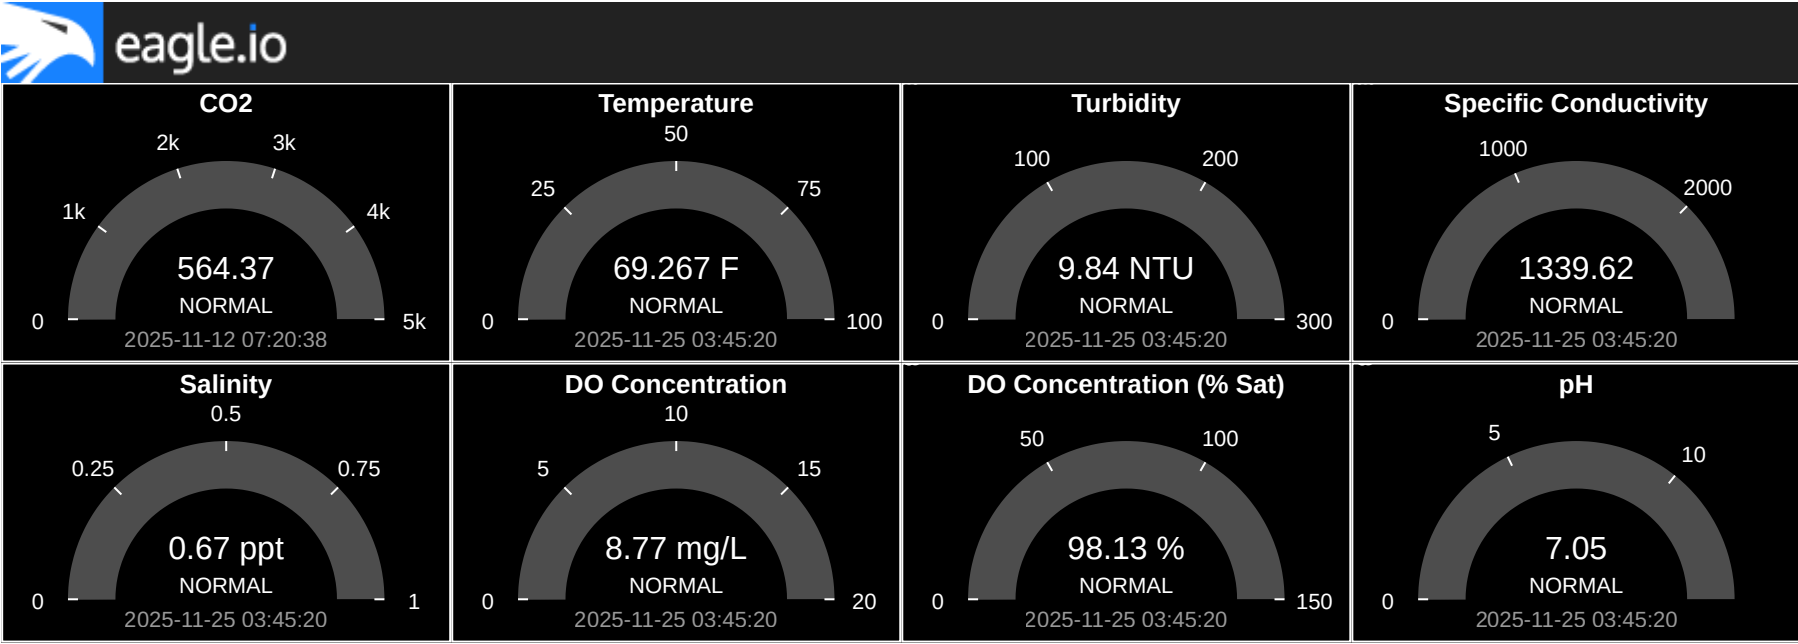 eagle.io
CO2
2k
3k
1k
4k
564.37
NORMAL
0
5k
2025-11-12 07:20:38
Temperature
50
25
75
69.267 F
NORMAL
0
100
2025-11-25 03:45:20
Turbidity
100
200
9.84 NTU
NORMAL
0
300
2025-11-25 03:45:20
Specific Conductivity
1000
2000
1339.62
NORMAL
0
2025-11-25 03:45:20
Salinity
0.5
0.25
0.75
0.67 ppt
NORMAL
0
1
2025-11-25 03:45:20
DO Concentration
10
5
15
8.77 mg/L
NORMAL
0
20
2025-11-25 03:45:20
DO Concentration (% Sat)
50
100
98.13 %
NORMAL
0
150
2025-11-25 03:45:20
pH
5
10
7.05
NORMAL
0
2025-11-25 03:45:20